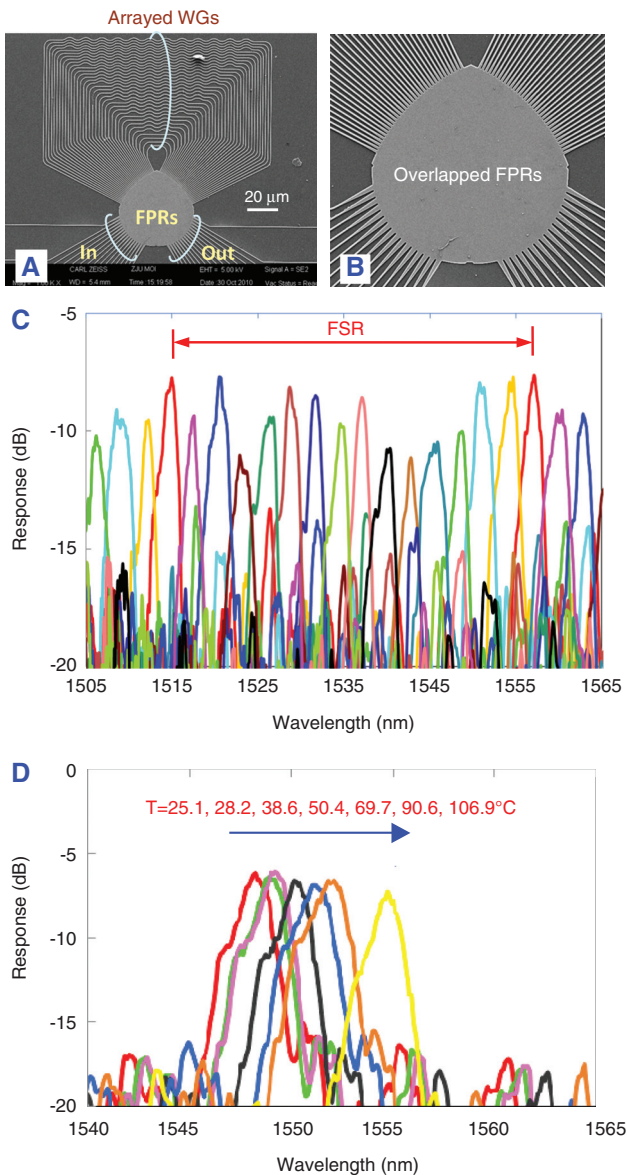 Arrayed WGs
20 μm
FPRs
In
Out
A
CARL ZEISS
ZJU MOI
EHT = 5.00 kV
Signal A = SE2
WD = 5.4 mm
Time :15:19:58
Date :30 Oct 2010
Vac Status = Rea
Overlapped FPRs
B
C
FSR
Response (dB)
-5
-10
-15
-20
1505
1515
1525
1535
1545
1555
1565
Wavelength (nm)
D
T=25.1, 28.2, 38.6, 50.4, 69.7, 90.6, 106.9°C
Response (dB)
0
-5
-10
-15
-20
1540
1545
1550
1555
1560
1565
Wavelength (nm)